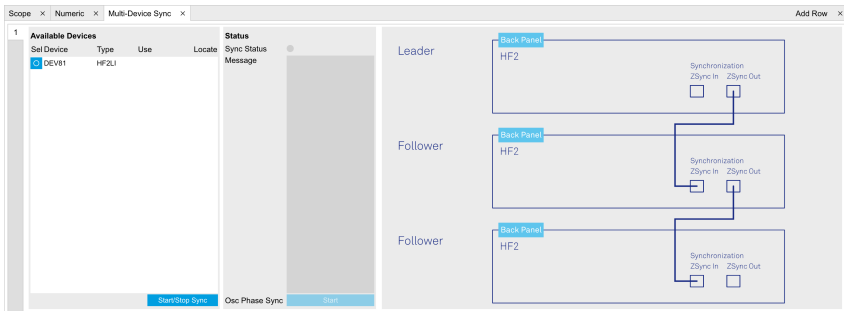 Scope × Numeric × Multi-Device Sync × Add Row ×
1
Available Devices
Sel Device Type Use Locate
DEV81 HF2LI
Start/Stop Sync
Status
Sync Status
Message
Osc Phase Sync Start
Leader
Back Panel
HF2
Synchronization
ZSync In ZSync Out
Follower
Back Panel
HF2
Synchronization
ZSync In ZSync Out
Follower
Back Panel
HF2
Synchronization
ZSync In ZSync Out